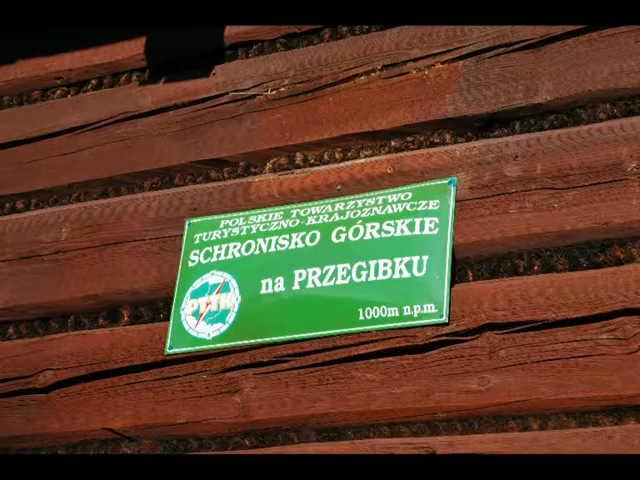 POLSKIE TOWARZYSTWO
TURYSTYCZNO-KRAJOZNAWCZE
SCHRONISKO GÓRSKIE
na PRZEGIBKU
PTTK
1000m n.p.m.